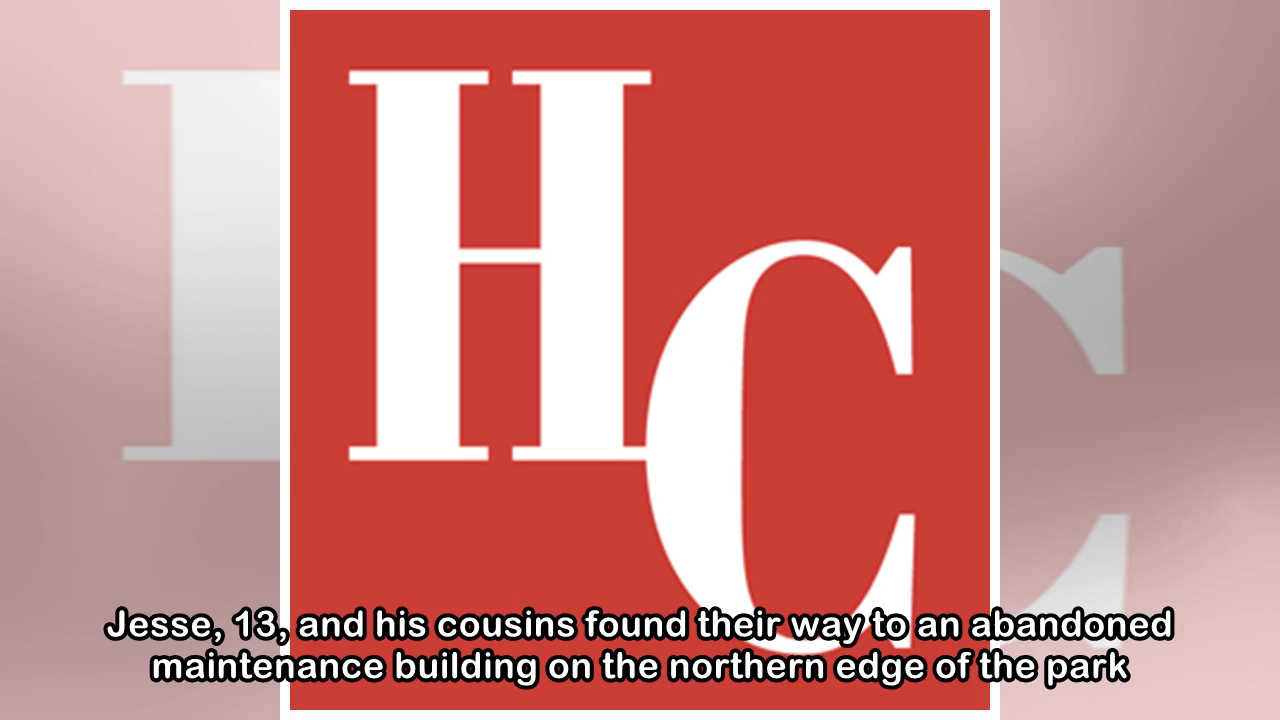 HC
Jesse, 13, and his cousins found their way to an abandoned
maintenance building on the northern edge of the park